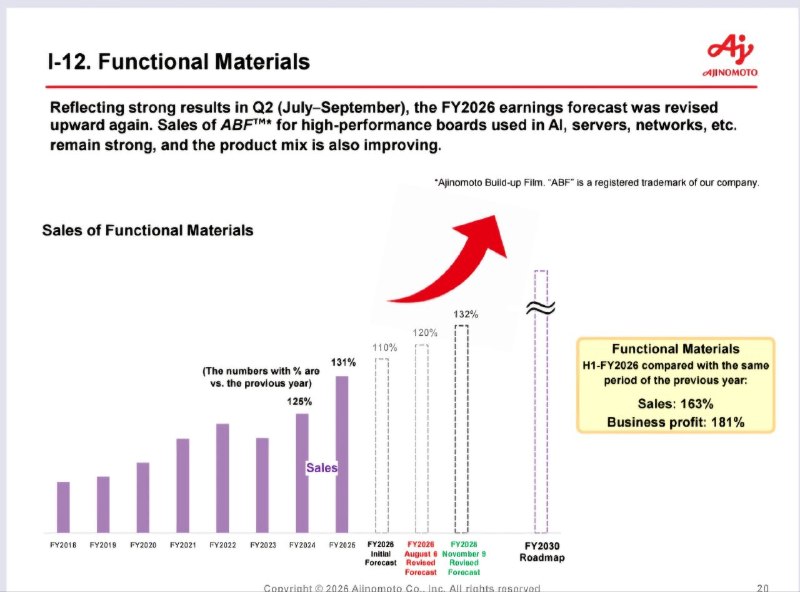 I-12. Functional Materials
AJINOMOTO
Reflecting strong results in Q2 (July–September), the FY2026 earnings forecast was revised
upward again. Sales of ABF™* for high-performance boards used in AI, servers, networks, etc.
remain strong, and the product mix is also improving.
*Ajinomoto Build-up Film. "ABF" is a registered trademark of our company.
Sales of Functional Materials
(The numbers with % are
vs. the previous year)
125%
131%
110%
120%
132%
Sales
Functional Materials
H1-FY2026 compared with the same
period of the previous year:
Sales: 163%
Business profit: 181%
FY2018
FY2019
FY2020
FY2021
FY2022
FY2023
FY2024
FY2025
FY2026
Initial
Forecast
FY2026
August 6
Revised
Forecast
FY2026
November 9
Revised
Forecast
FY2030
Roadmap
Copyright © 2026 Ajinomoto Co., Inc. All rights reserved
20